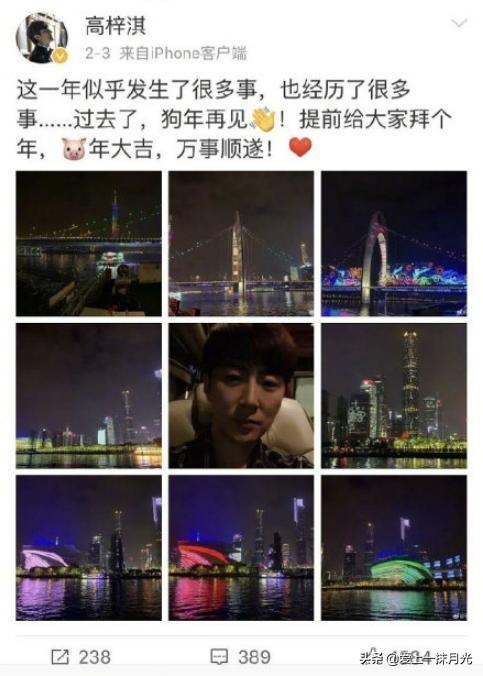 高梓淇
2-3 来自iPhone客户端
这一年似乎发生了很多事，也经历了很多
事......过去了，狗年再见👋！提前给大家拜个
年，🐷年大吉，万事顺遂！❤️
238
389
头条@爱上一抹月光